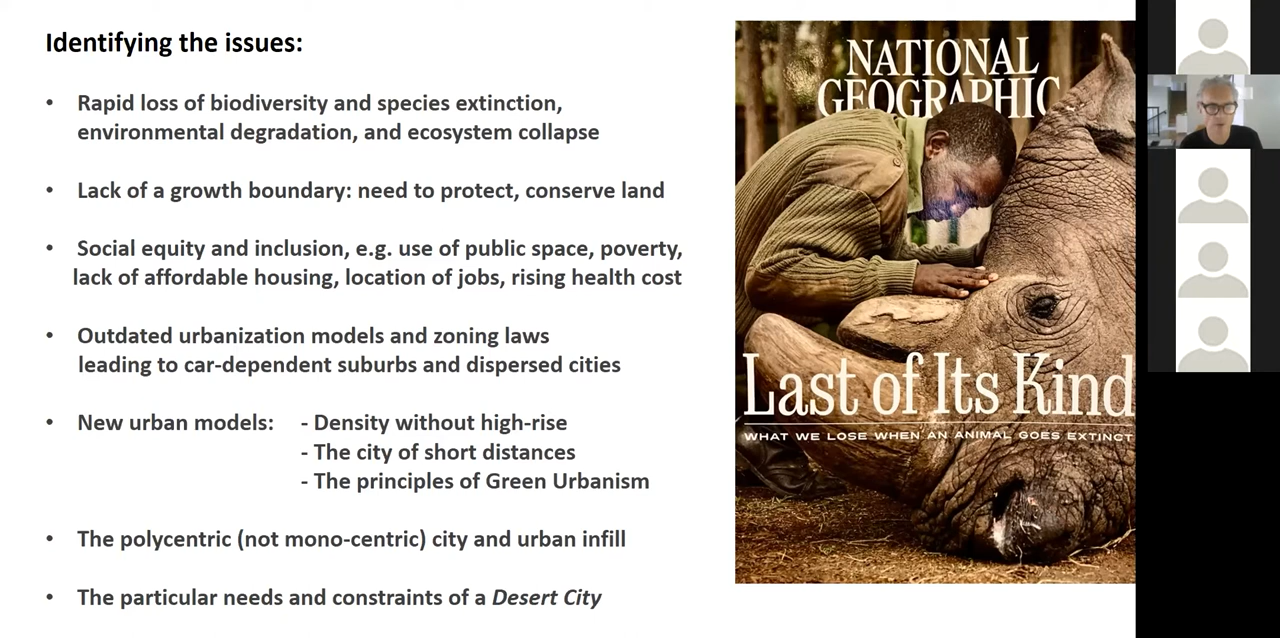 Identifying the issues:
• Rapid loss of biodiversity and species extinction,
environmental degradation, and ecosystem collapse
• Lack of a growth boundary: need to protect, conserve land
• Social equity and inclusion, e.g. use of public space, poverty,
lack of affordable housing, location of jobs, rising health cost
• Outdated urbanization models and zoning laws
leading to car-dependent suburbs and dispersed cities
• New urban models: - Density without high-rise
- The city of short distances
- The principles of Green Urbanism
• The polycentric (not mono-centric) city and urban infill
• The particular needs and constraints of a Desert City
NATIONAL
GEOGRAPHIC
Last of Its Kind
WHAT WE LOSE WHEN AN ANIMAL GOES EXTINCT